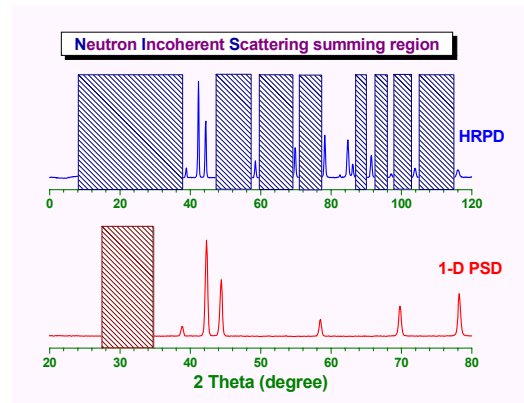 Neutron Incoherent Scattering summing region
HRPD
0 20 40 60 80 100 120
1-D PSD
20 30 40 50 60 70 80
2 Theta (degree)